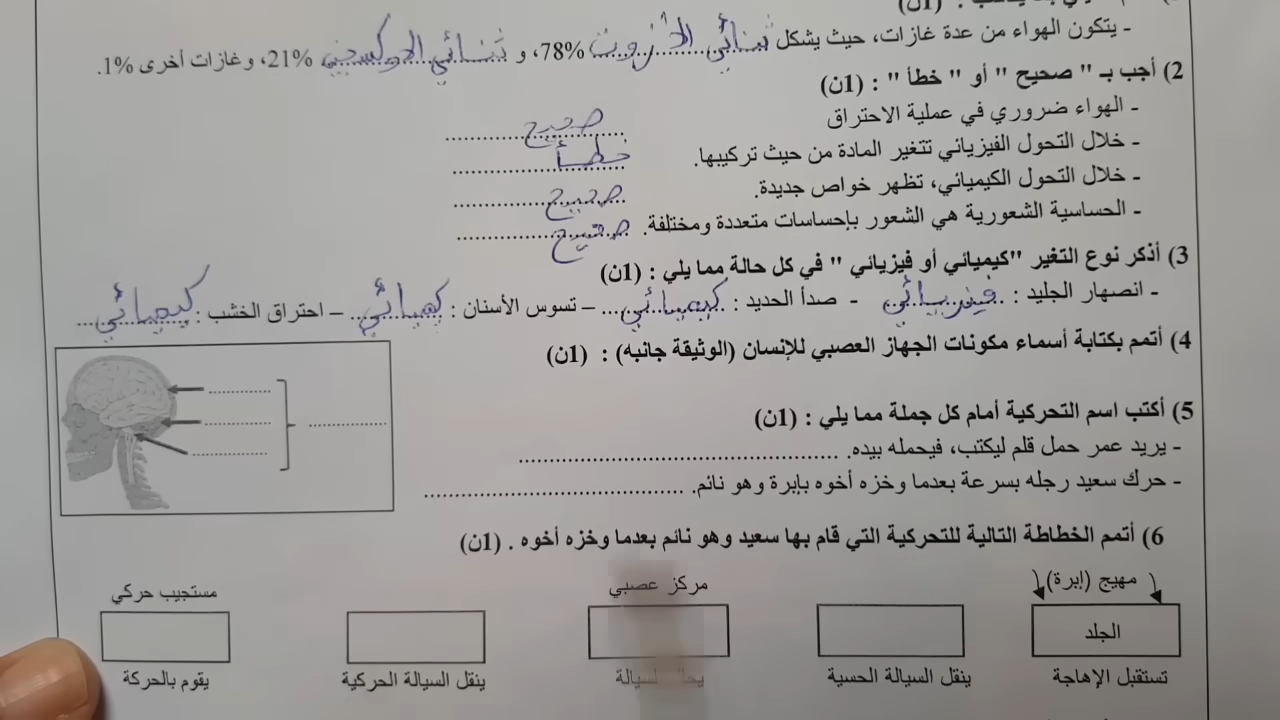 (1ن)
- يتكون الهواء من عدة غازات، حيث يشكل ثنائي الازوت 78%، و ثنائي الاوكسجين 21%، وغازات أخرى 1%.
2) أجب بـ " صحيح " أو " خطأ " : (1ن)
- الهواء ضروري في عملية الاحتراق صحيح
- خلال التحول الفيزيائي تتغير المادة من حيث تركيبها. خطأ
- خلال التحول الكيميائي، تظهر خواص جديدة. صحيح
- الحساسية الشعورية هي الشعور بإحساسات متعددة ومختلفة. صحيح
3) أذكر نوع التغير "كيميائي أو فيزيائي " في كل حالة مما يلي : (1ن)
- انصهار الجليد : فيزيائي - صدأ الحديد : كيميائي – تسوس الأسنان : كيميائي – احتراق الخشب : كيميائي
4) أتمم بكتابة أسماء مكونات الجهاز العصبي للإنسان (الوثيقة جانبه) : (1ن)
5) أكتب اسم التحركية أمام كل جملة مما يلي : (1ن)
- يريد عمر حمل قلم ليكتب، فيحمله بيده.
- حرك سعيد رجله بسرعة بعدما وخزه أخوه بإبرة وهو نائم.
6) أتمم الخطاطة التالية للتحركية التي قام بها سعيد وهو نائم بعدما وخزه أخوه . (1ن)
مهيج (إبرة) مركز عصبي مستجيب حركي
الجلد
تستقبل الإهاجة ينقل السيالة الحسية السيالة ينقل السيالة الحركية يقوم بالحركة